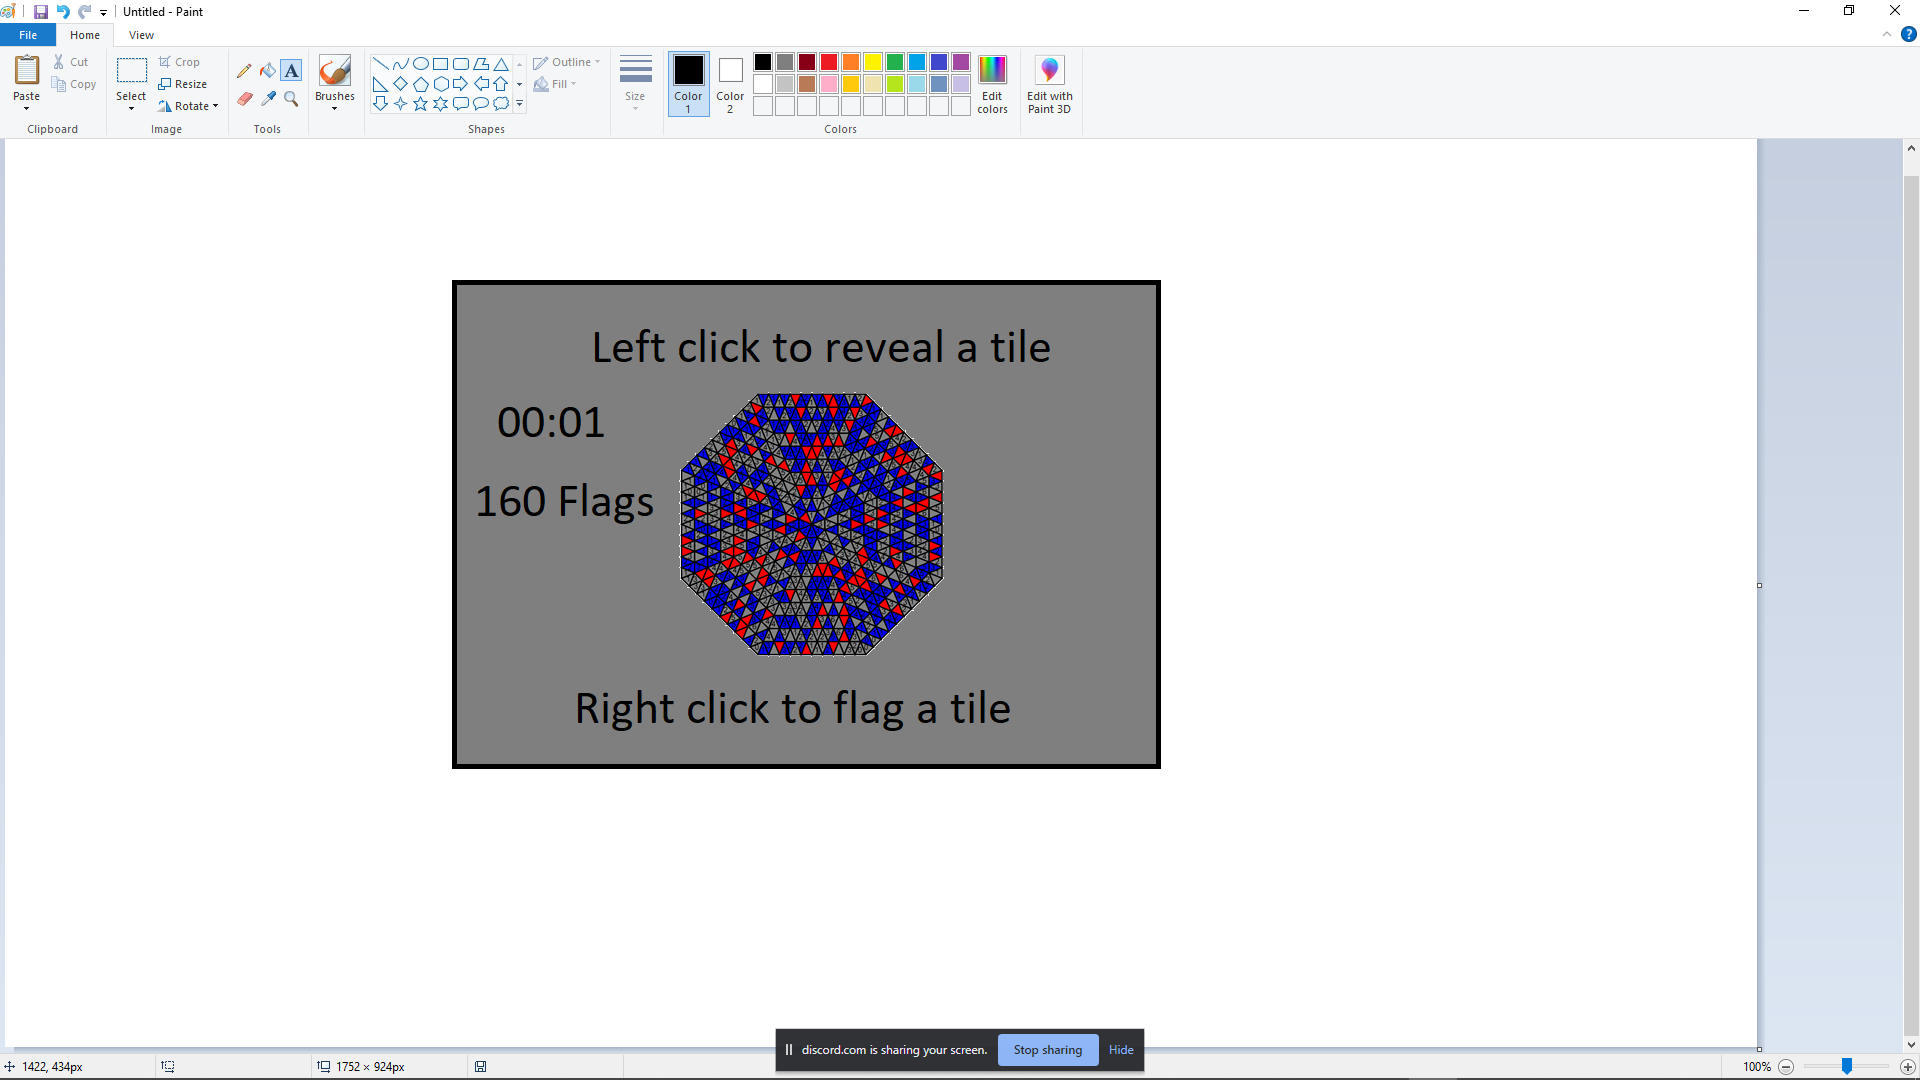 Untitled - Paint
File Home View
Paste
Cut
Copy
Clipboard
Select
Crop
Resize
Rotate
Image
Tools
Brushes
Shapes
Outline
Fill
Size
Color 1
Color 2
Edit colors
Colors
Edit with Paint 3D
Left click to reveal a tile
00:01
160 Flags
Right click to flag a tile
discord.com is sharing your screen. Stop sharing Hide
1422, 434px
1752 × 924px
100%